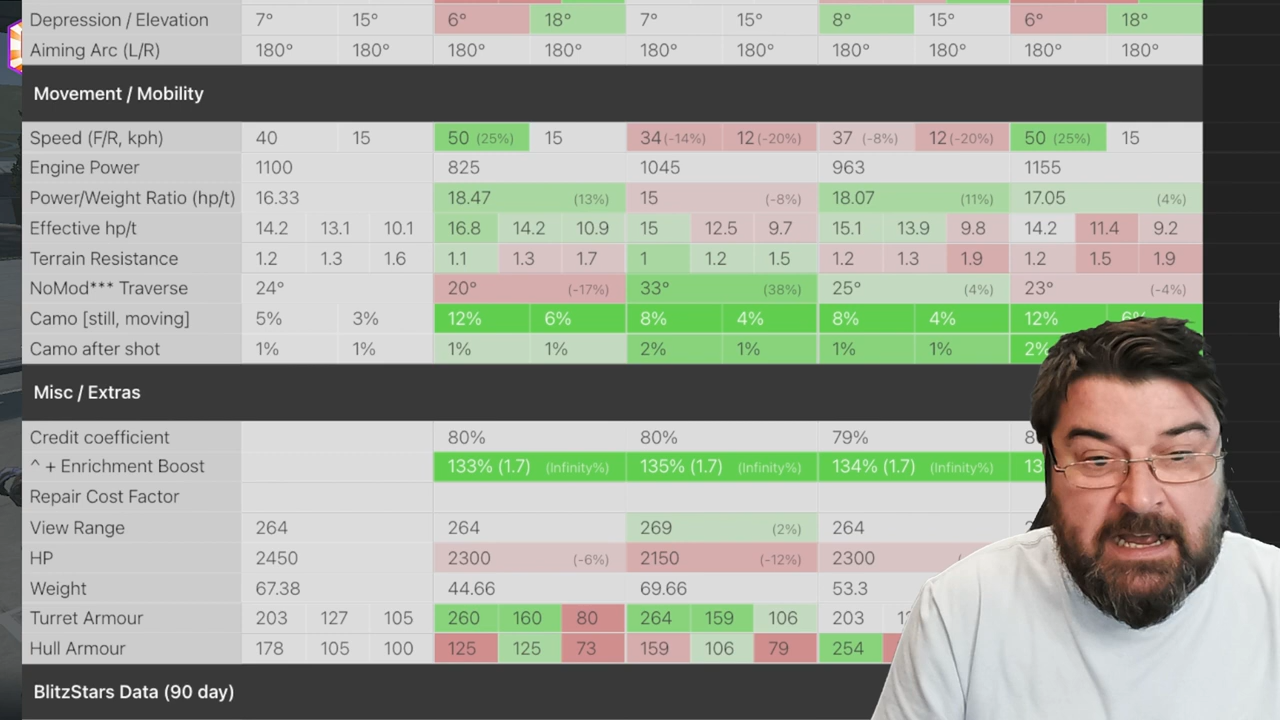 Depression / Elevation 7° 15° 6° 18° 7° 15° 8° 15° 6° 18°
Aiming Arc (L/R) 180° 180° 180° 180° 180° 180° 180° 180° 180° 180°
Movement / Mobility
Speed (F/R, kph) 40 15 50 (25%) 15 34 (-14%) 12 (-20%) 37 (-8%) 12 (-20%) 50 (25%) 15
Engine Power 1100 825 1045 963 1155
Power/Weight Ratio (hp/t) 16.33 18.47 (13%) 15 (-8%) 18.07 (11%) 17.05 (4%)
Effective hp/t 14.2 13.1 10.1 16.8 14.2 10.9 15 12.5 9.7 15.1 13.9 9.8 14.2 11.4 9.2
Terrain Resistance 1.2 1.3 1.6 1.1 1.3 1.7 1 1.2 1.5 1.2 1.3 1.9 1.2 1.5 1.9
NoMod*** Traverse 24° 20° (-17%) 33° (38%) 25° (4%) 23° (-4%)
Camo [still, moving] 5% 3% 12% 6% 8% 4% 8% 4% 12% 6%
Camo after shot 1% 1% 1% 1% 2% 1% 1% 1% 2%
Misc / Extras
Credit coefficient 80% 80% 79%
^ + Enrichment Boost 133% (1.7) (Infinity%) 135% (1.7) (Infinity%) 134% (1.7) (Infinity%)
Repair Cost Factor
View Range 264 264 269 (2%) 264
HP 2450 2300 (-6%) 2150 (-12%) 2300
Weight 67.38 44.66 69.66 53.3
Turret Armour 203 127 105 260 160 80 264 159 106 203
Hull Armour 178 105 100 125 125 73 159 106 79 254
BlitzStars Data (90 day)